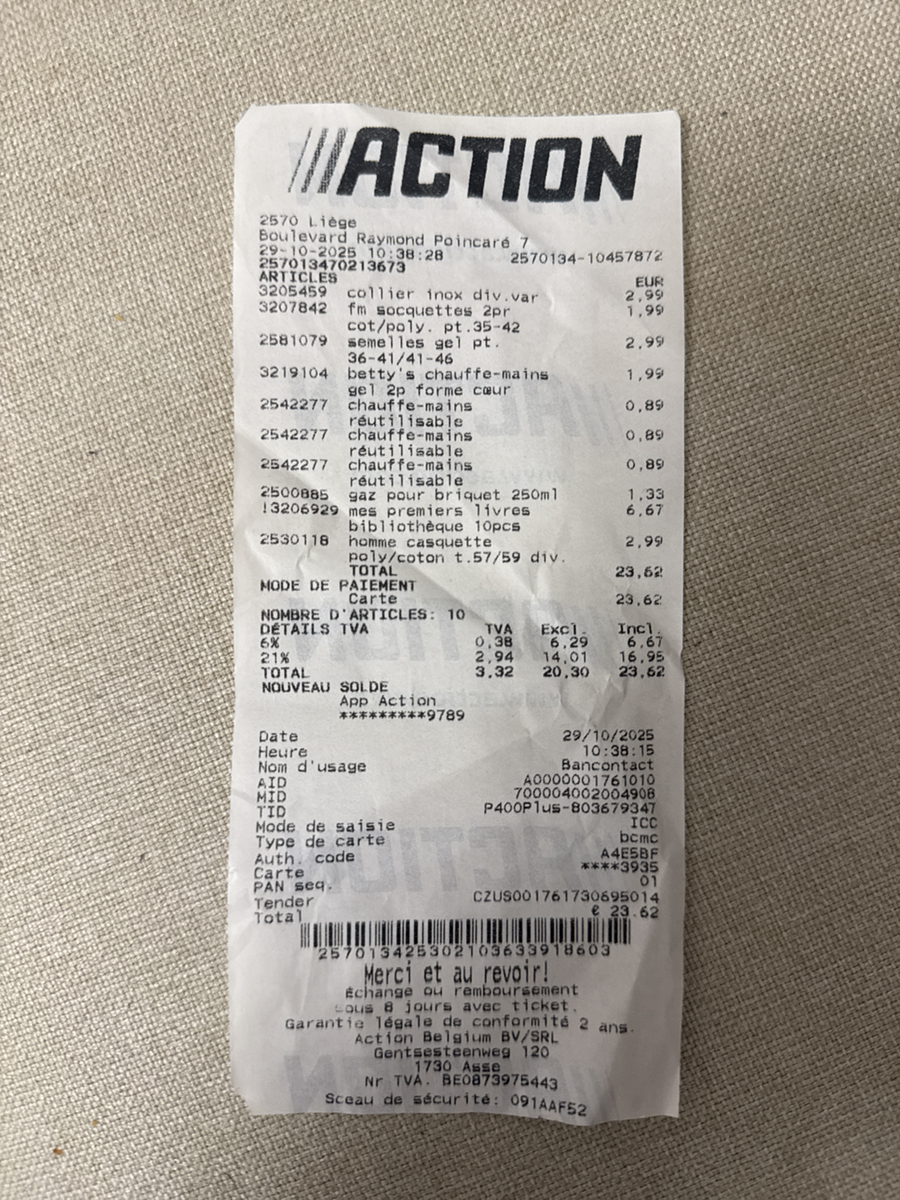 ///ACTION
2570 Liège
Boulevard Raymond Poincaré 7
29-10-2025 10:38:28 2570134-10457872
257013470213673
ARTICLES EUR
3205459 collier inox div.var 2,99
3207842 fm socquettes 2pr 1,99
cot/poly. pt.35-42
2581079 semelles gel pt. 2,99
36-41/41-46
3219104 betty's chauffe-mains 1,99
gel 2p forme cœur
2542277 chauffe-mains 0,89
réutilisable
2542277 chauffe-mains 0,89
réutilisable
2542277 chauffe-mains 0,89
réutilisable
2500885 gaz pour briquet 250ml 1,33
!3206929 mes premiers livres 6,67
bibliothèque 10pcs
2530118 homme casquette 2,99
poly/coton t.57/59 div.
TOTAL 23,62
MODE DE PAIEMENT
Carte 23,62
NOMBRE D'ARTICLES: 10
DÉTAILS TVA TVA Excl. Incl.
6% 0,38 6,29 6,67
21% 2,94 14,01 16,95
TOTAL 3,32 20,30 23,62
NOUVEAU SOLDE
App Action
*********9789
Date 29/10/2025
Heure 10:38:15
Nom d'usage Bancontact
AID A0000001761010
MID 700004002004908
TID P400Plus-803679347
Mode de saisie ICC
Type de carte bcmc
Auth. code A4E5BF
Carte ****3935
PAN seq. 01
Tender CZUS001761730695014
Total € 23.62
257013425302103633918603
Merci et au revoir!
Échange ou remboursement
sous 8 jours avec ticket.
Garantie légale de conformité 2 ans.
Action Belgium BV/SRL
Gentsesteenweg 120
1730 Asse
Nr TVA. BE0873975443
Sceau de sécurité: 091AAF52